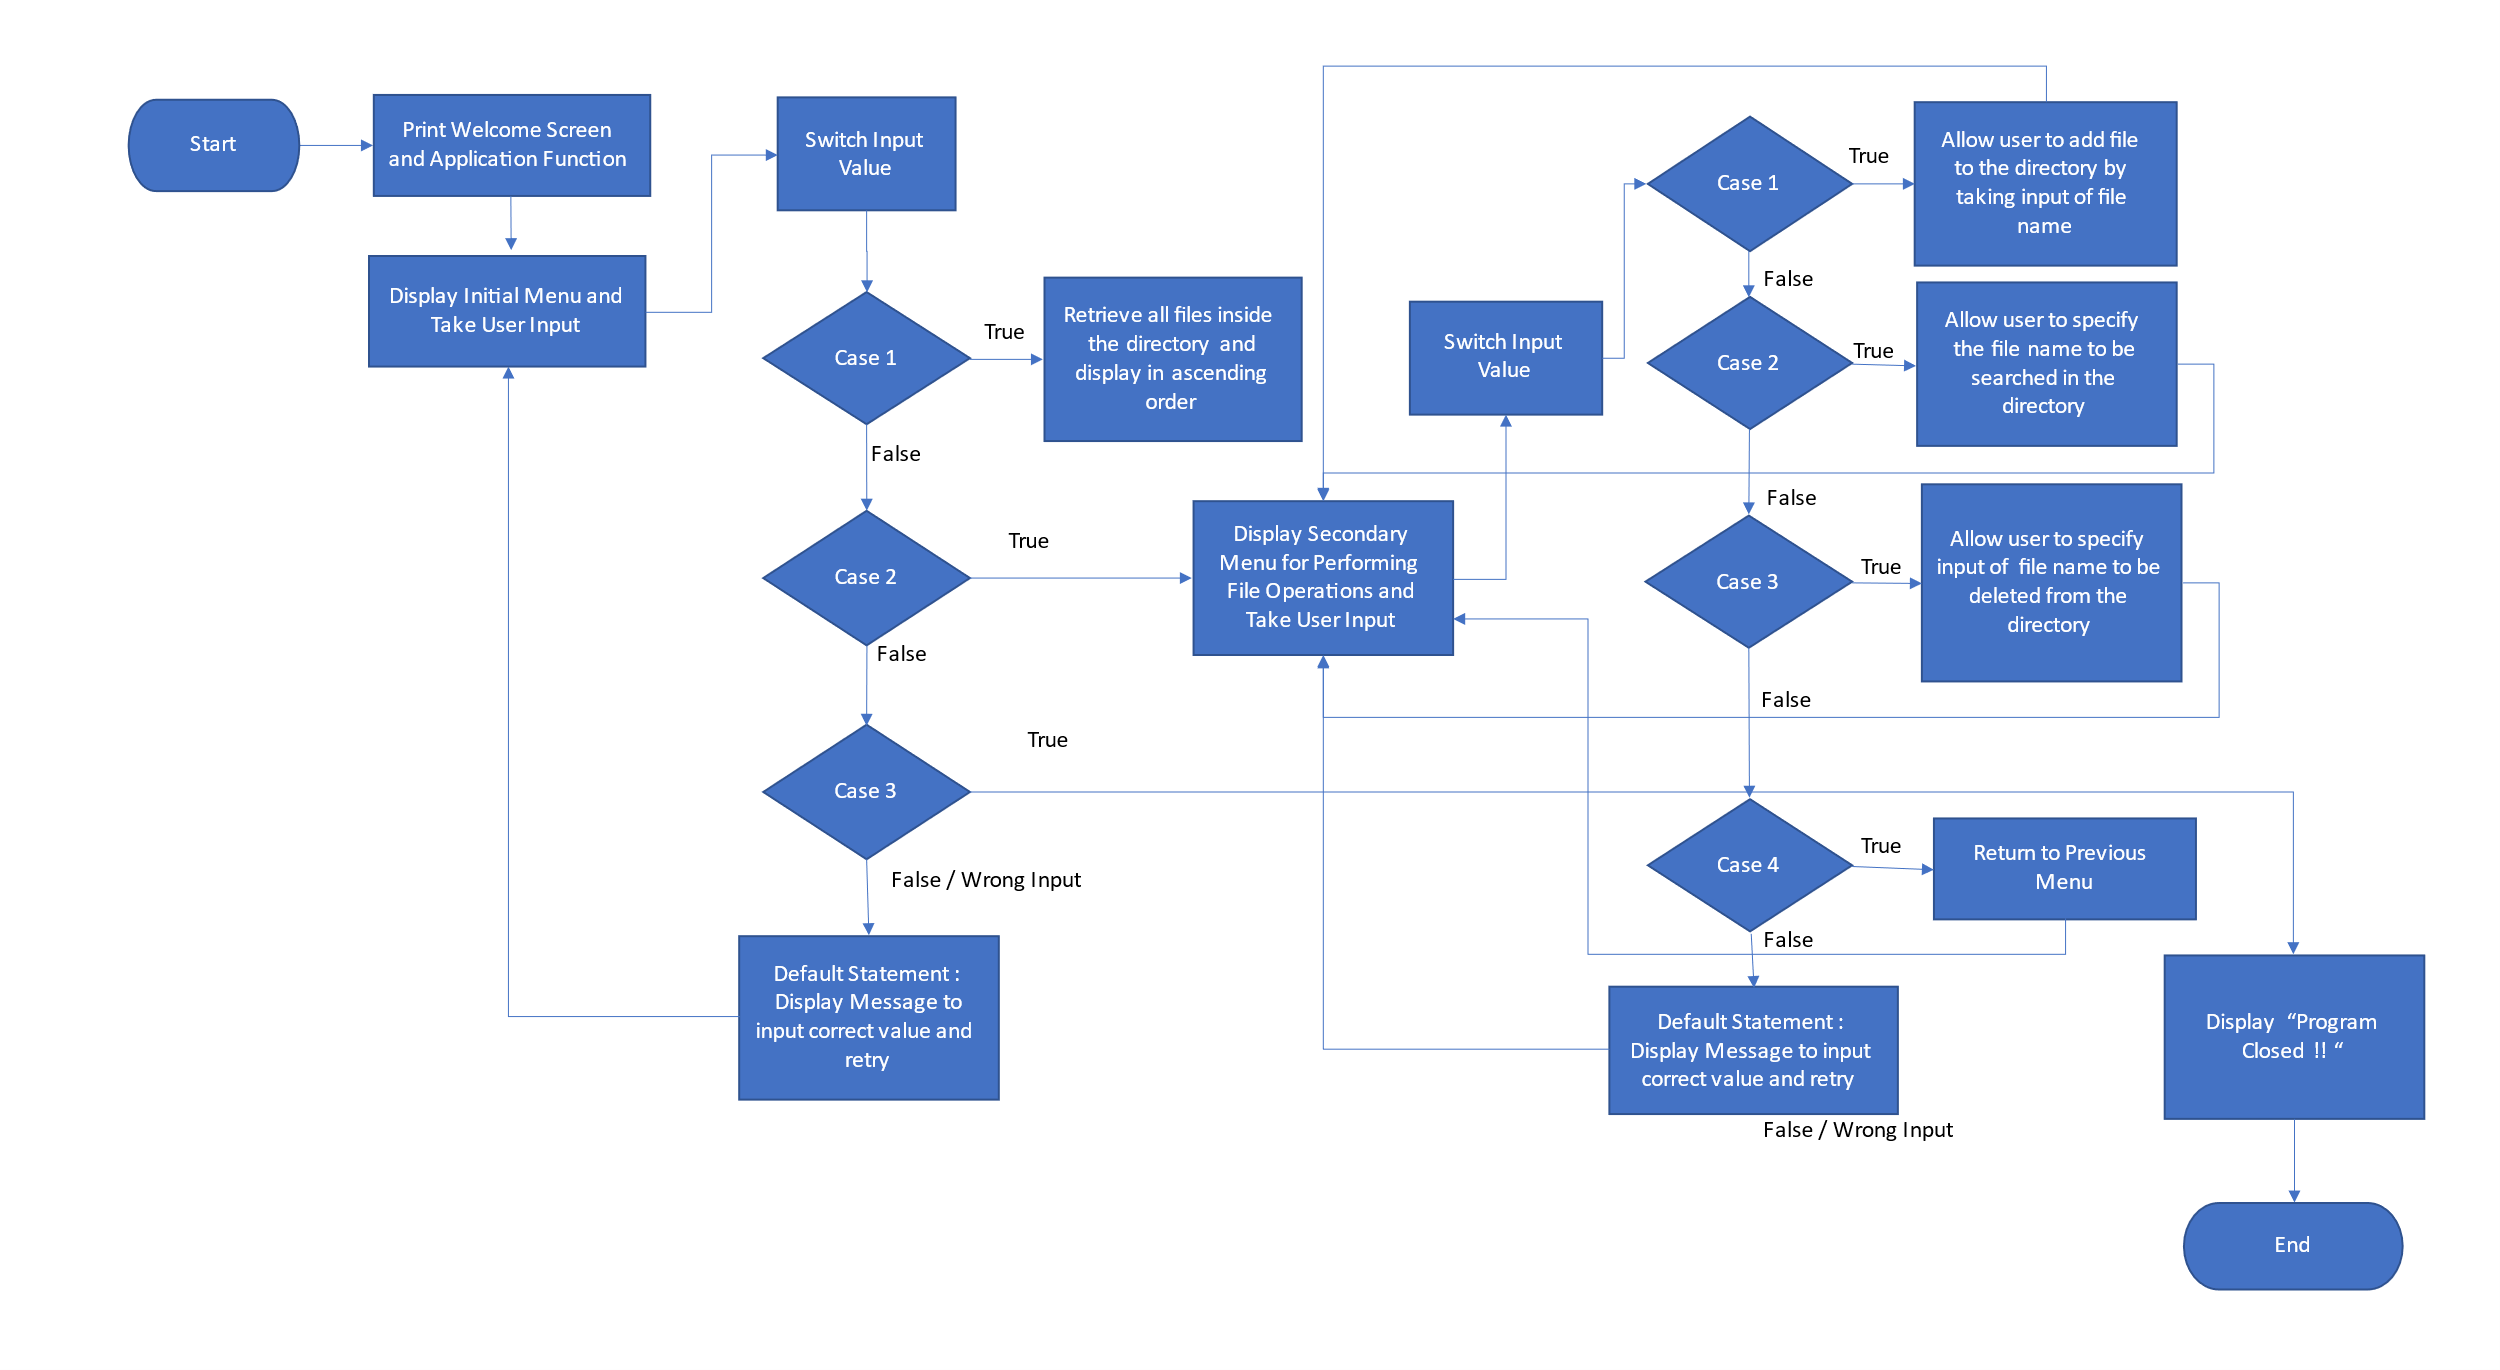 Start
Print Welcome Screen
and Application Function
Display Initial Menu and
Take User Input
Switch Input
Value
Case 1
True
Retrieve all files inside
the directory and
display in ascending
order
False
Case 2
True
False
Case 3
True
False / Wrong Input
Default Statement :
Display Message to
input correct value and
retry
Display Secondary
Menu for Performing
File Operations and
Take User Input
Switch Input
Value
Case 1
True
Allow user to add file
to the directory by
taking input of file
name
False
Case 2
True
Allow user to specify
the file name to be
searched in the
directory
False
Case 3
True
Allow user to specify
input of file name to be
deleted from the
directory
False
Case 4
True
Return to Previous
Menu
False
Default Statement :
Display Message to input
correct value and retry
False / Wrong Input
Display “Program
Closed !! “
End